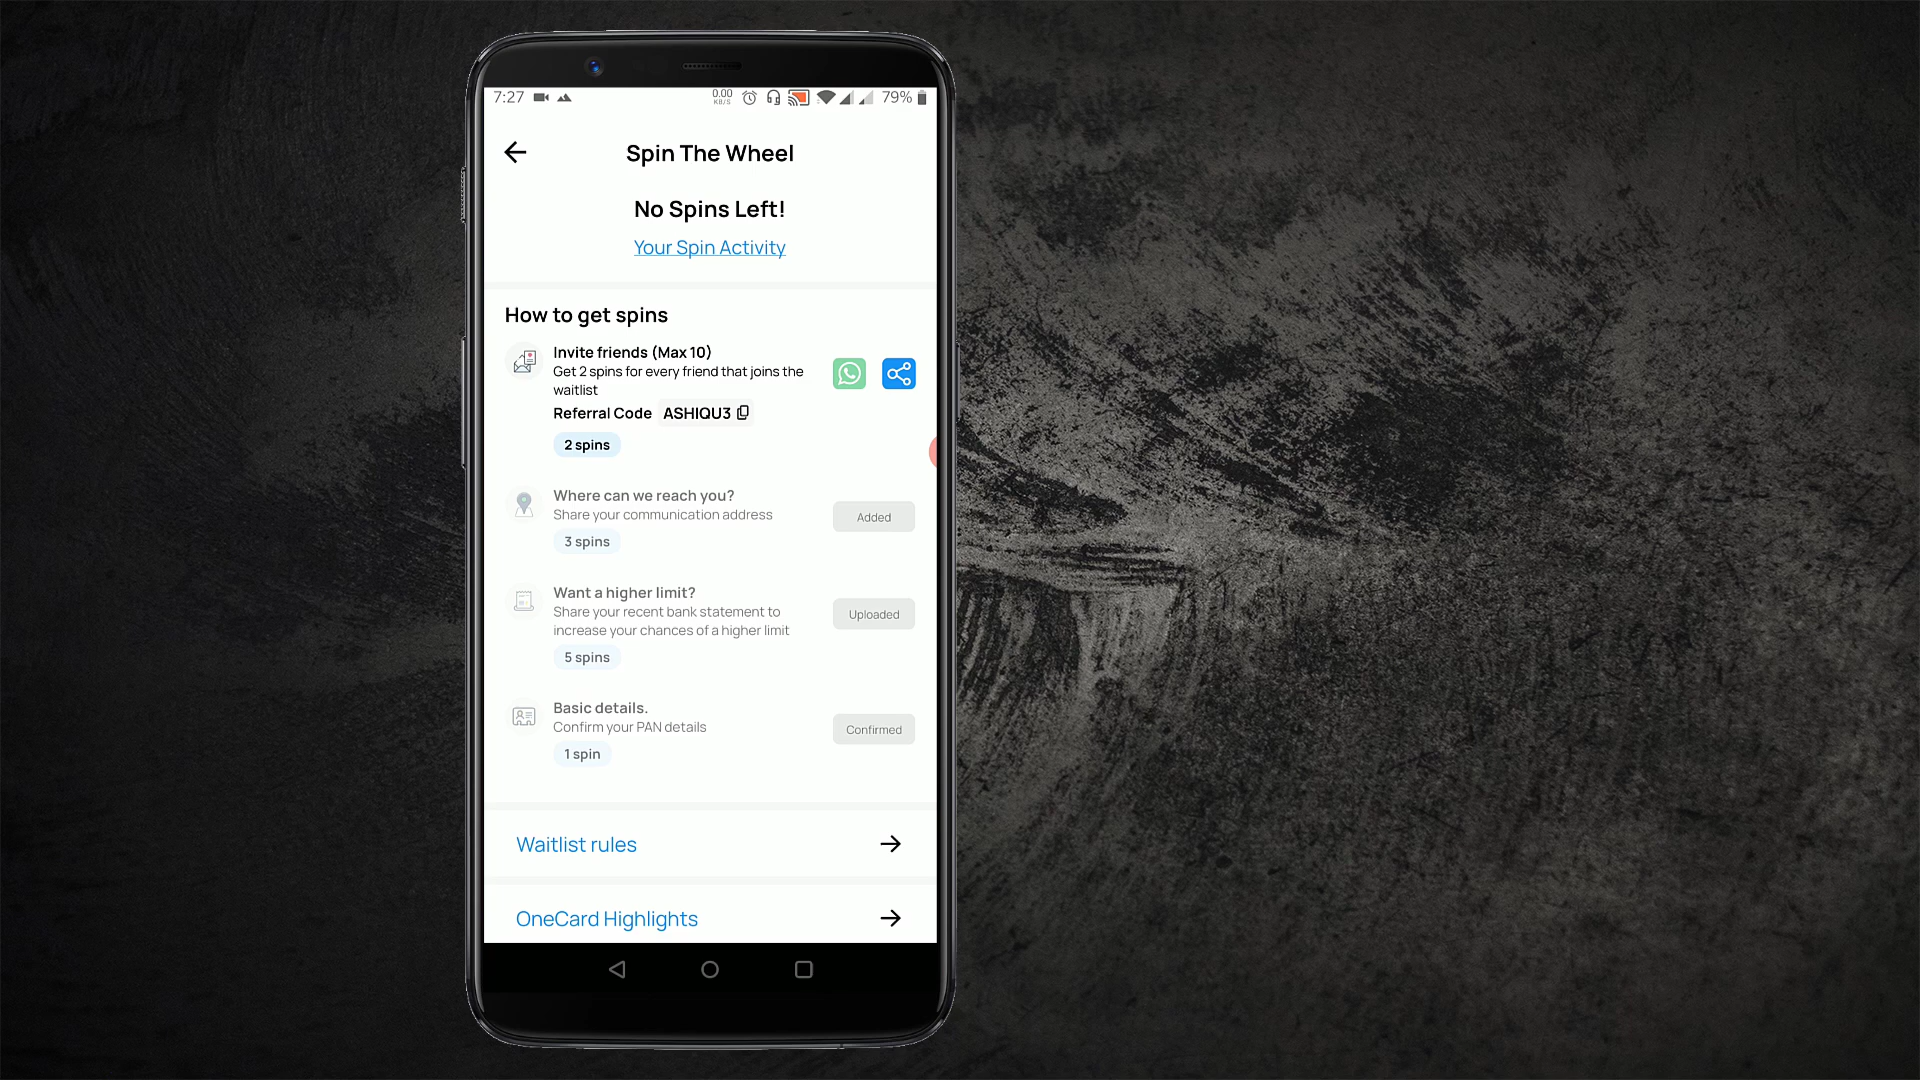 7:27 0.00 KB/S 79%
Spin The Wheel
No Spins Left!
Your Spin Activity
How to get spins
Invite friends (Max 10)
Get 2 spins for every friend that joins the
waitlist
Referral Code ASHIQU3
2 spins
Where can we reach you?
Share your communication address
Added
3 spins
Want a higher limit?
Share your recent bank statement to
increase your chances of a higher limit
Uploaded
5 spins
Basic details.
Confirm your PAN details
Confirmed
1 spin
Waitlist rules
OneCard Highlights